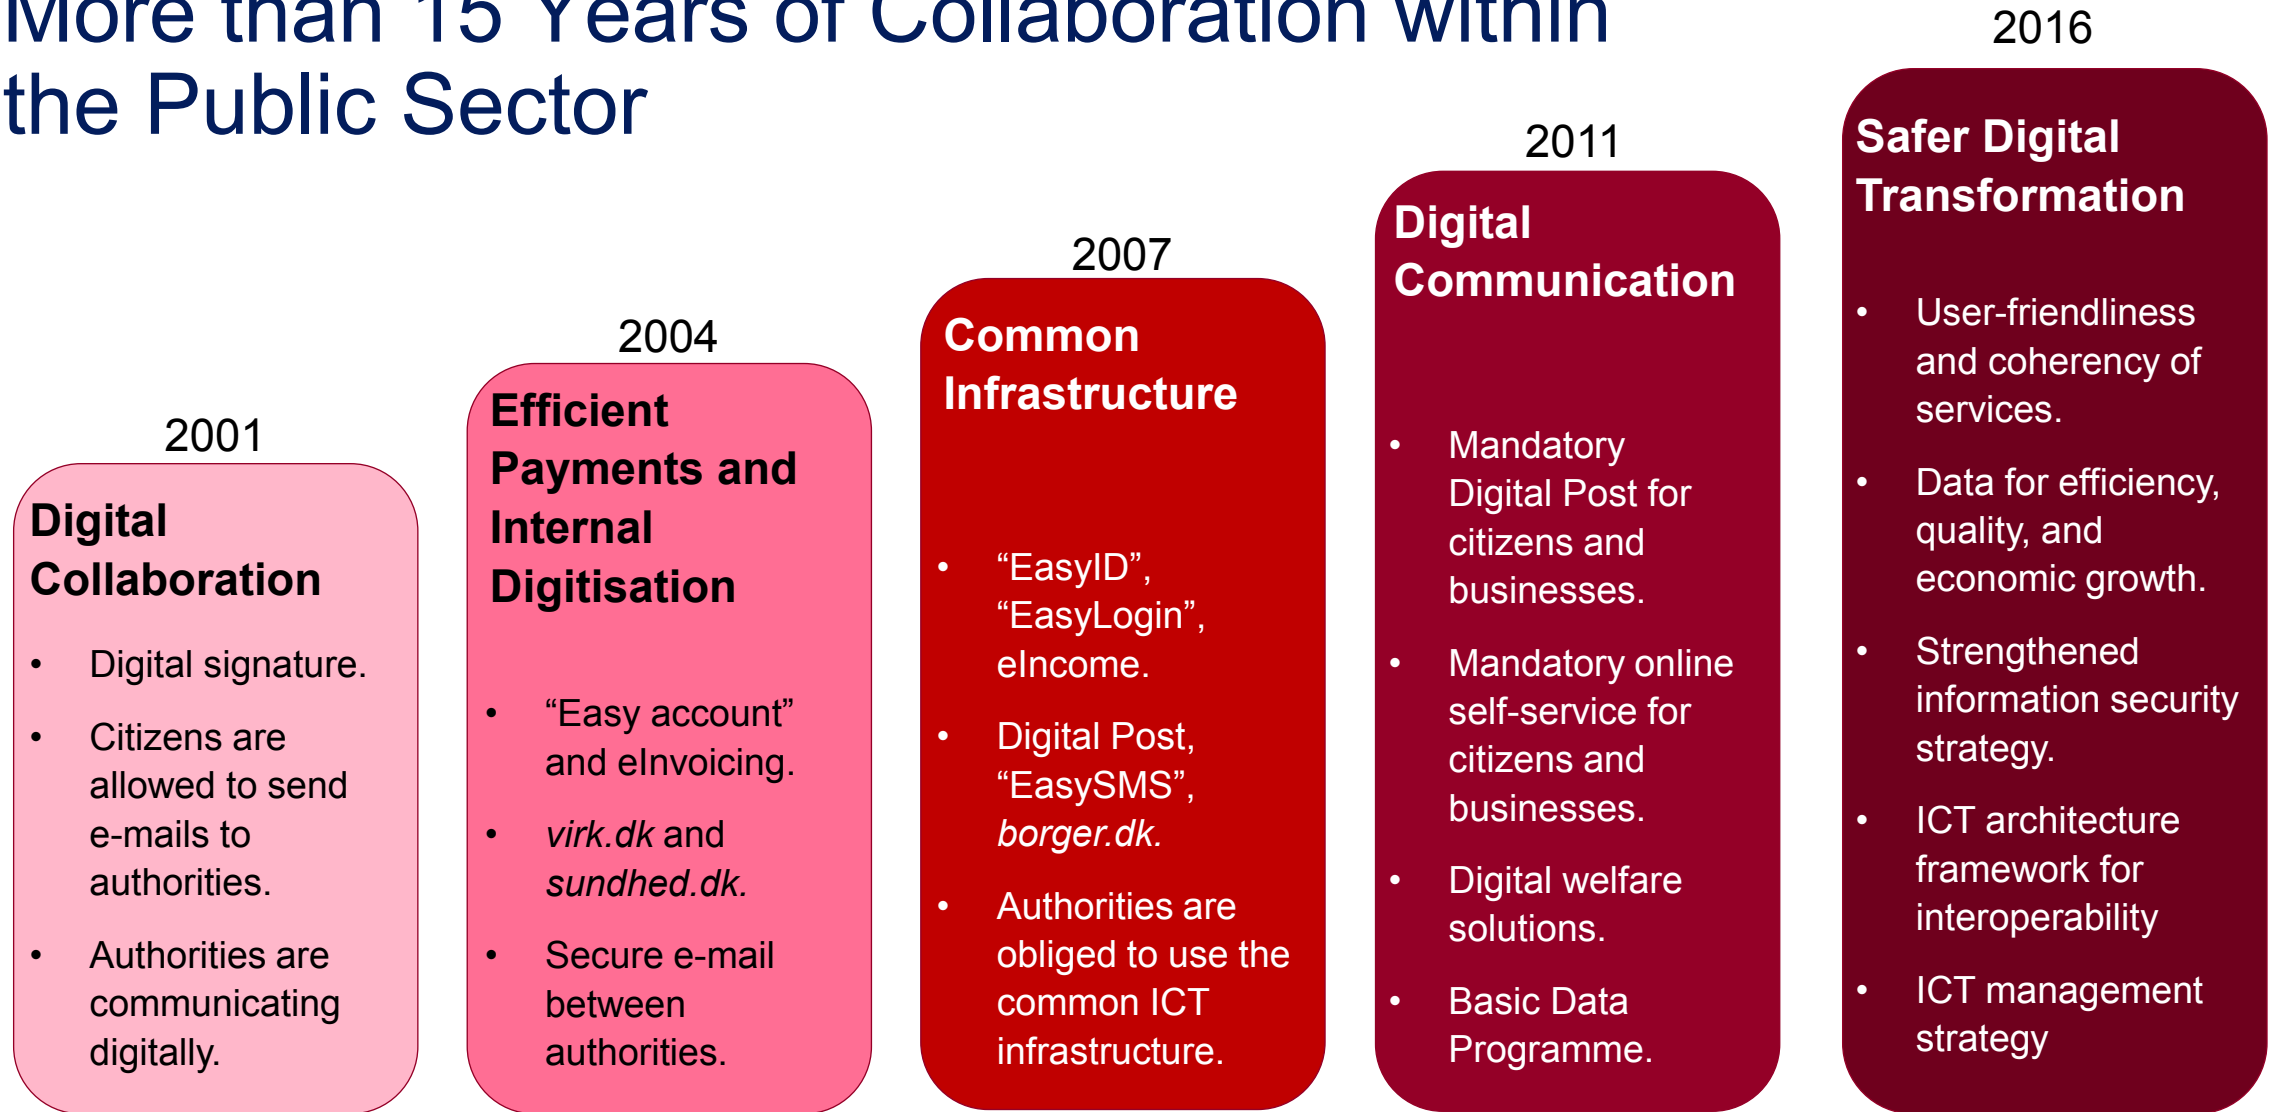 More than 15 Years of Collaboration within
the Public Sector
2001
Digital
Collaboration
• Digital signature.
• Citizens are
allowed to send
e-mails to
authorities.
• Authorities are
communicating
digitally.
2004
Efficient
Payments and
Internal
Digitisation
• “Easy account”
and eInvoicing.
• virk.dk and
sundhed.dk.
• Secure e-mail
between
authorities.
2007
Common
Infrastructure
• “EasyID”,
“EasyLogin”,
eIncome.
• Digital Post,
“EasySMS”,
borger.dk.
• Authorities are
obliged to use the
common ICT
infrastructure.
2011
Digital
Communication
• Mandatory
Digital Post for
citizens and
businesses.
• Mandatory online
self-service for
citizens and
businesses.
• Digital welfare
solutions.
• Basic Data
Programme.
2016
Safer Digital
Transformation
• User-friendliness
and coherency of
services.
• Data for efficiency,
quality, and
economic growth.
• Strengthened
information security
strategy.
• ICT architecture
framework for
interoperability
• ICT management
strategy